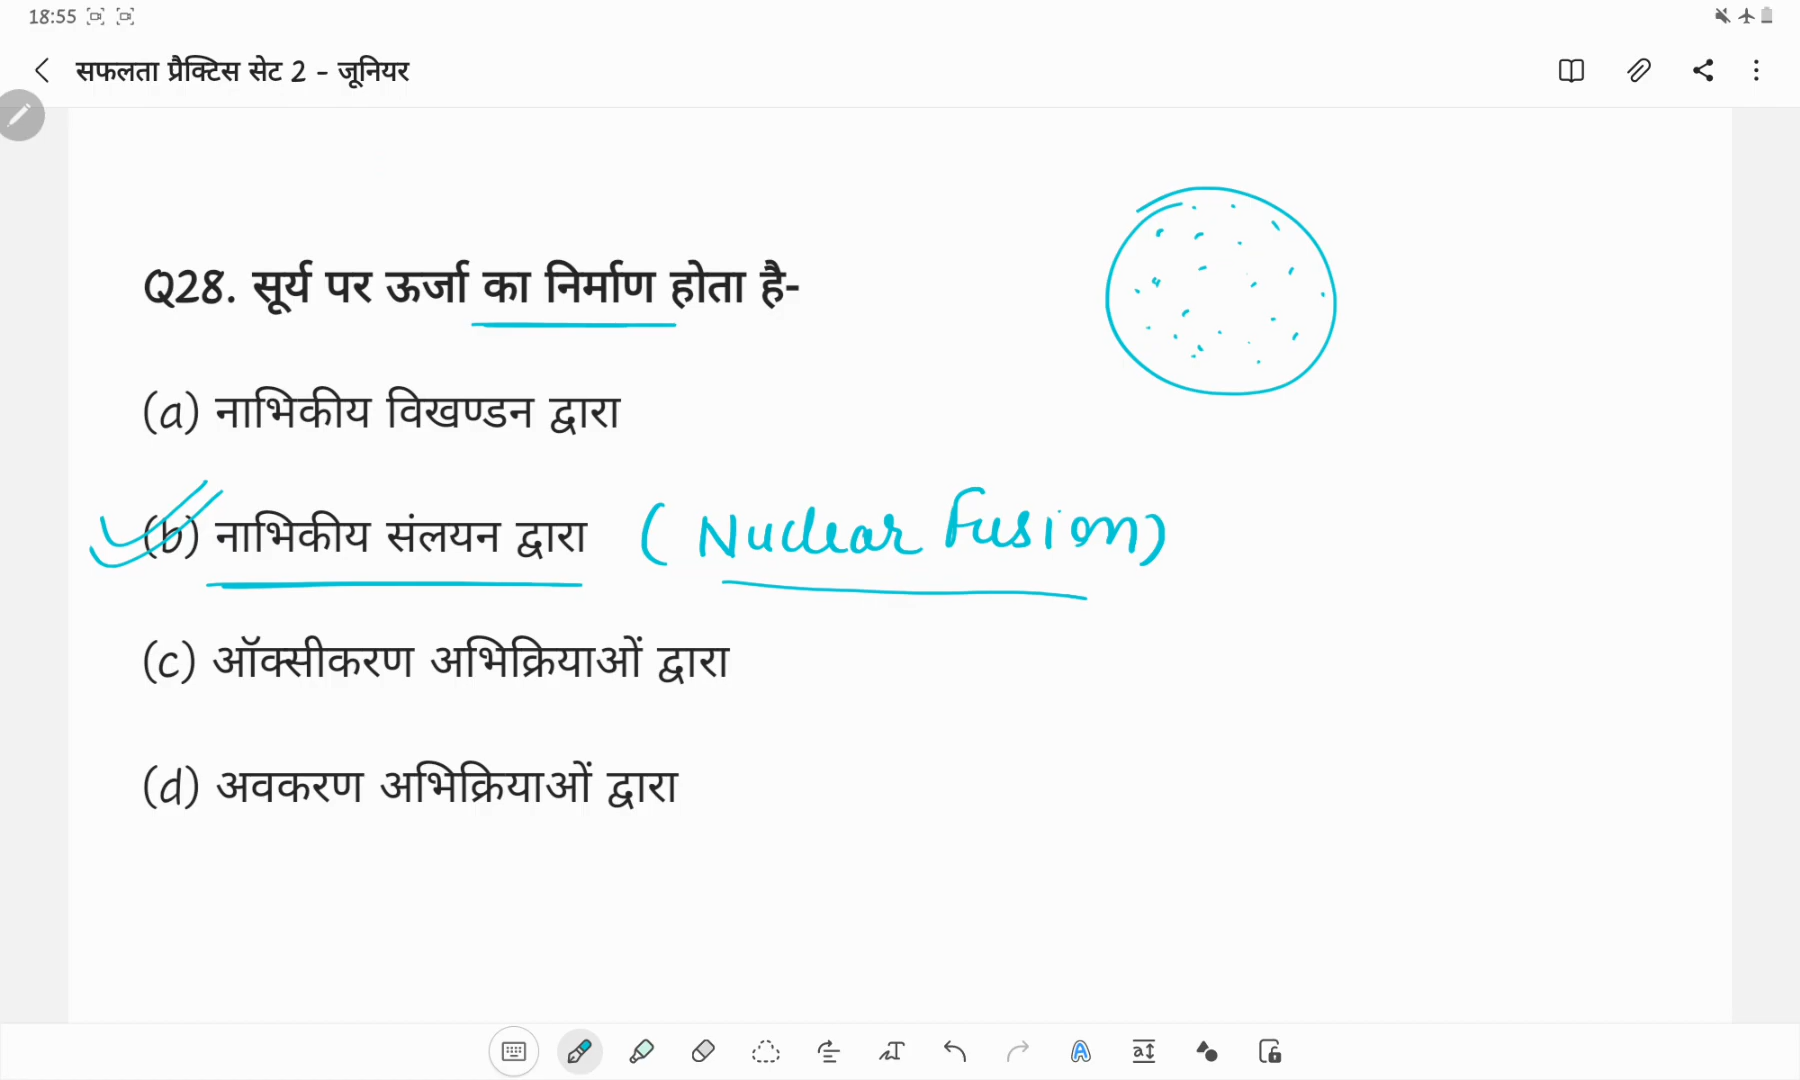 18:55
सफलता प्रैक्टिस सेट 2 - जूनियर
Q28. सूर्य पर ऊर्जा का निर्माण होता है-
(a) नाभिकीय विखण्डन द्वारा
(b) नाभिकीय संलयन द्वारा (Nuclear Fusion)
(c) ऑक्सीकरण अभिक्रियाओं द्वारा
(d) अवकरण अभिक्रियाओं द्वारा